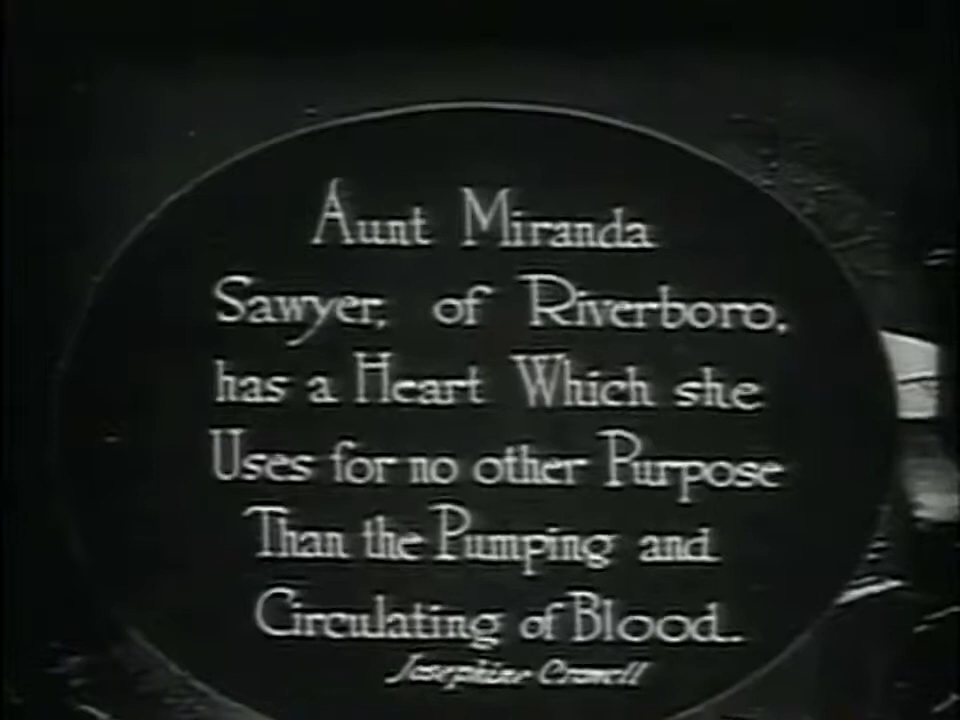 Aunt Miranda
Sawyer, of Riverboro,
has a Heart Which she
Uses for no other Purpose
Than the Pumping and
Circulating of Blood.
Josephine Crowell